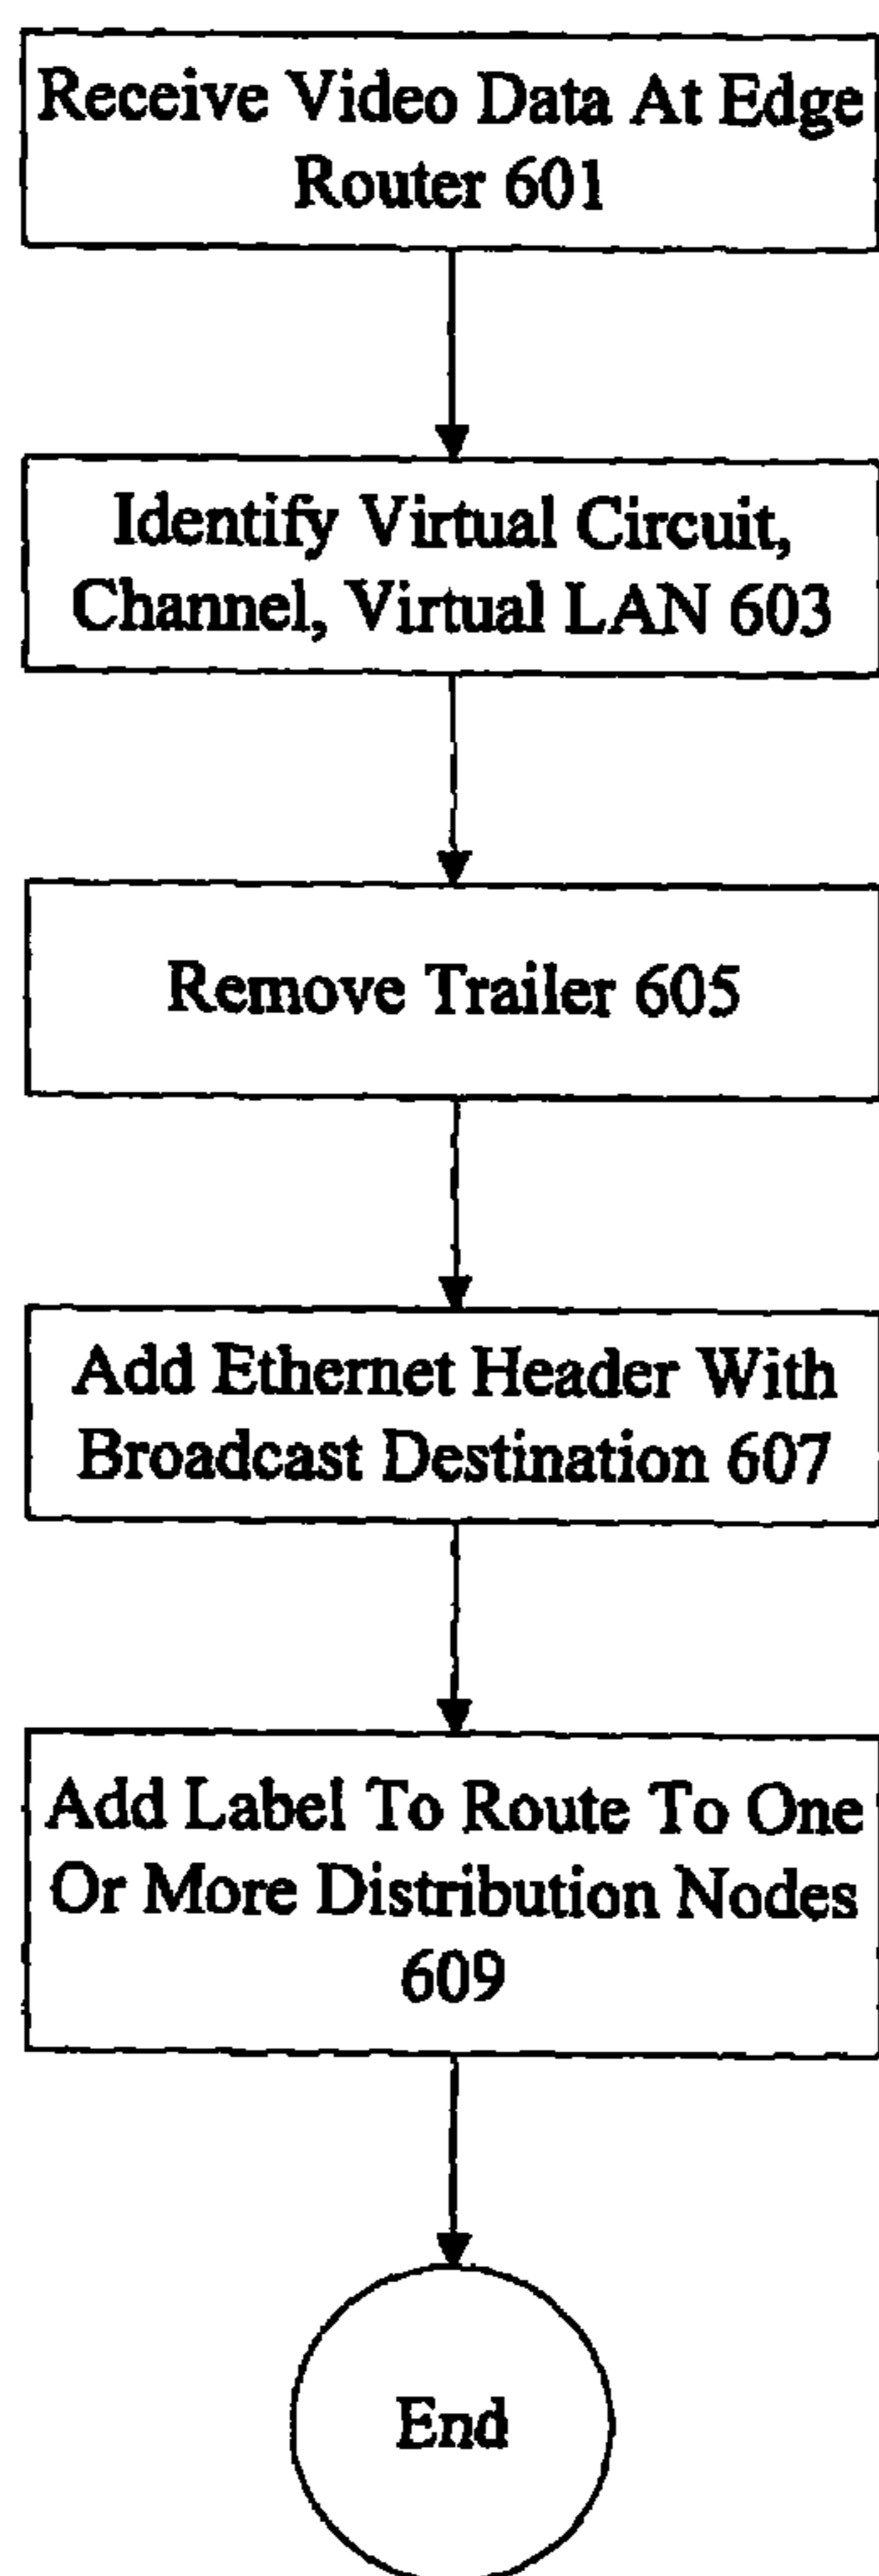 Receive Video Data At Edge
Router 601
Identify Virtual Circuit,
Channel, Virtual LAN 603
Remove Trailer 605
Add Ethernet Header With
Broadcast Destination 607
Add Label To Route To One
Or More Distribution Nodes
609
End